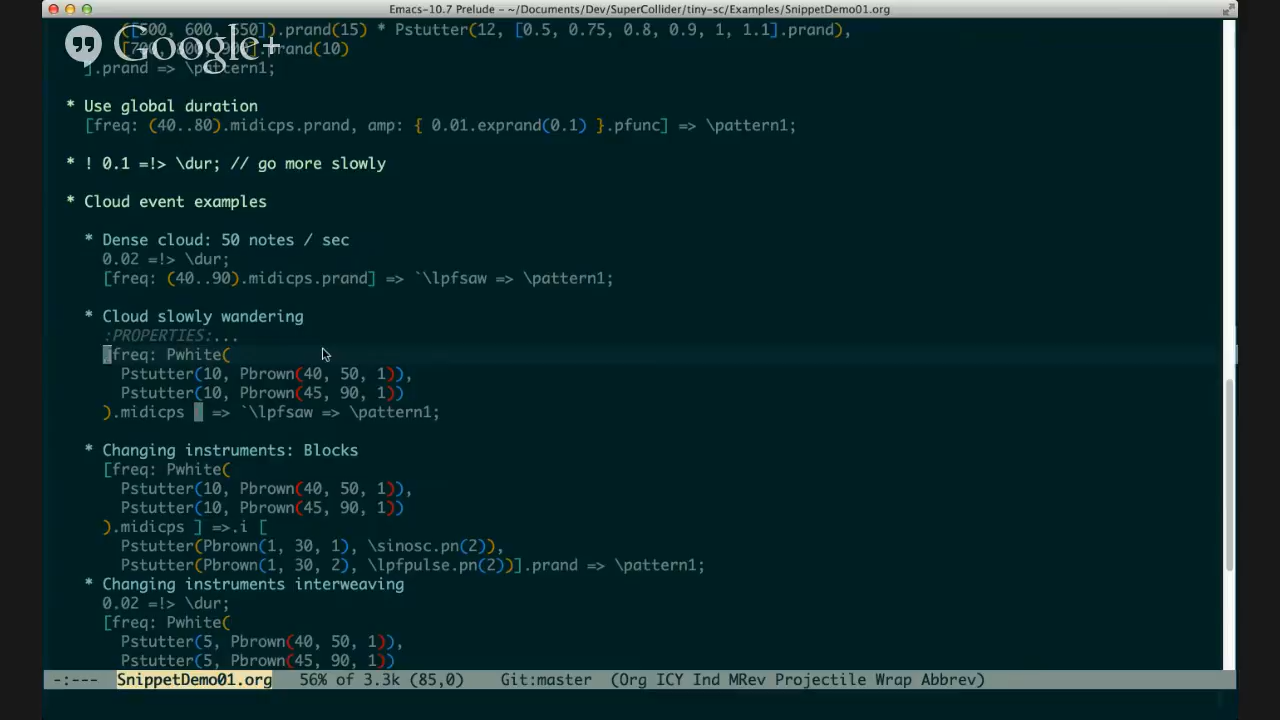 Emacs-10.7 Prelude - ~/Documents/Dev/SuperCollider/tiny-sc/Examples/SnippetDemo01.org
Google+
([500, 600, 550]).prand(15) * Pstutter(12, [0.5, 0.75, 0.8, 0.9, 1, 1.1].prand),
].prand => \pattern1;
* Use global duration
[freq: (40..80).midicps.prand, amp: { 0.01.exprand(0.1) }.pfunc] => \pattern1;
* ! 0.1 =!> \dur; // go more slowly
* Cloud event examples
* Dense cloud: 50 notes / sec
0.02 =!> \dur;
[freq: (40..90).midicps.prand] => `\lpfsaw => \pattern1;
* Cloud slowly wandering
:PROPERTIES:...
[freq: Pwhite(
Pstutter(10, Pbrown(40, 50, 1)),
Pstutter(10, Pbrown(45, 90, 1))
).midicps ] => `\lpfsaw => \pattern1;
* Changing instruments: Blocks
[freq: Pwhite(
Pstutter(10, Pbrown(40, 50, 1)),
Pstutter(10, Pbrown(45, 90, 1))
).midicps ] =>.i [
Pstutter(Pbrown(1, 30, 1), \sinosc.pn(2)),
Pstutter(Pbrown(1, 30, 2), \lpfpulse.pn(2))].prand => \pattern1;
* Changing instruments interweaving
0.02 =!> \dur;
[freq: Pwhite(
Pstutter(5, Pbrown(40, 50, 1)),
Pstutter(5, Pbrown(45, 90, 1))
-:--- SnippetDemo01.org 56% of 3.3k (85,0) Git:master (Org ICY Ind MRev Projectile Wrap Abbrev)